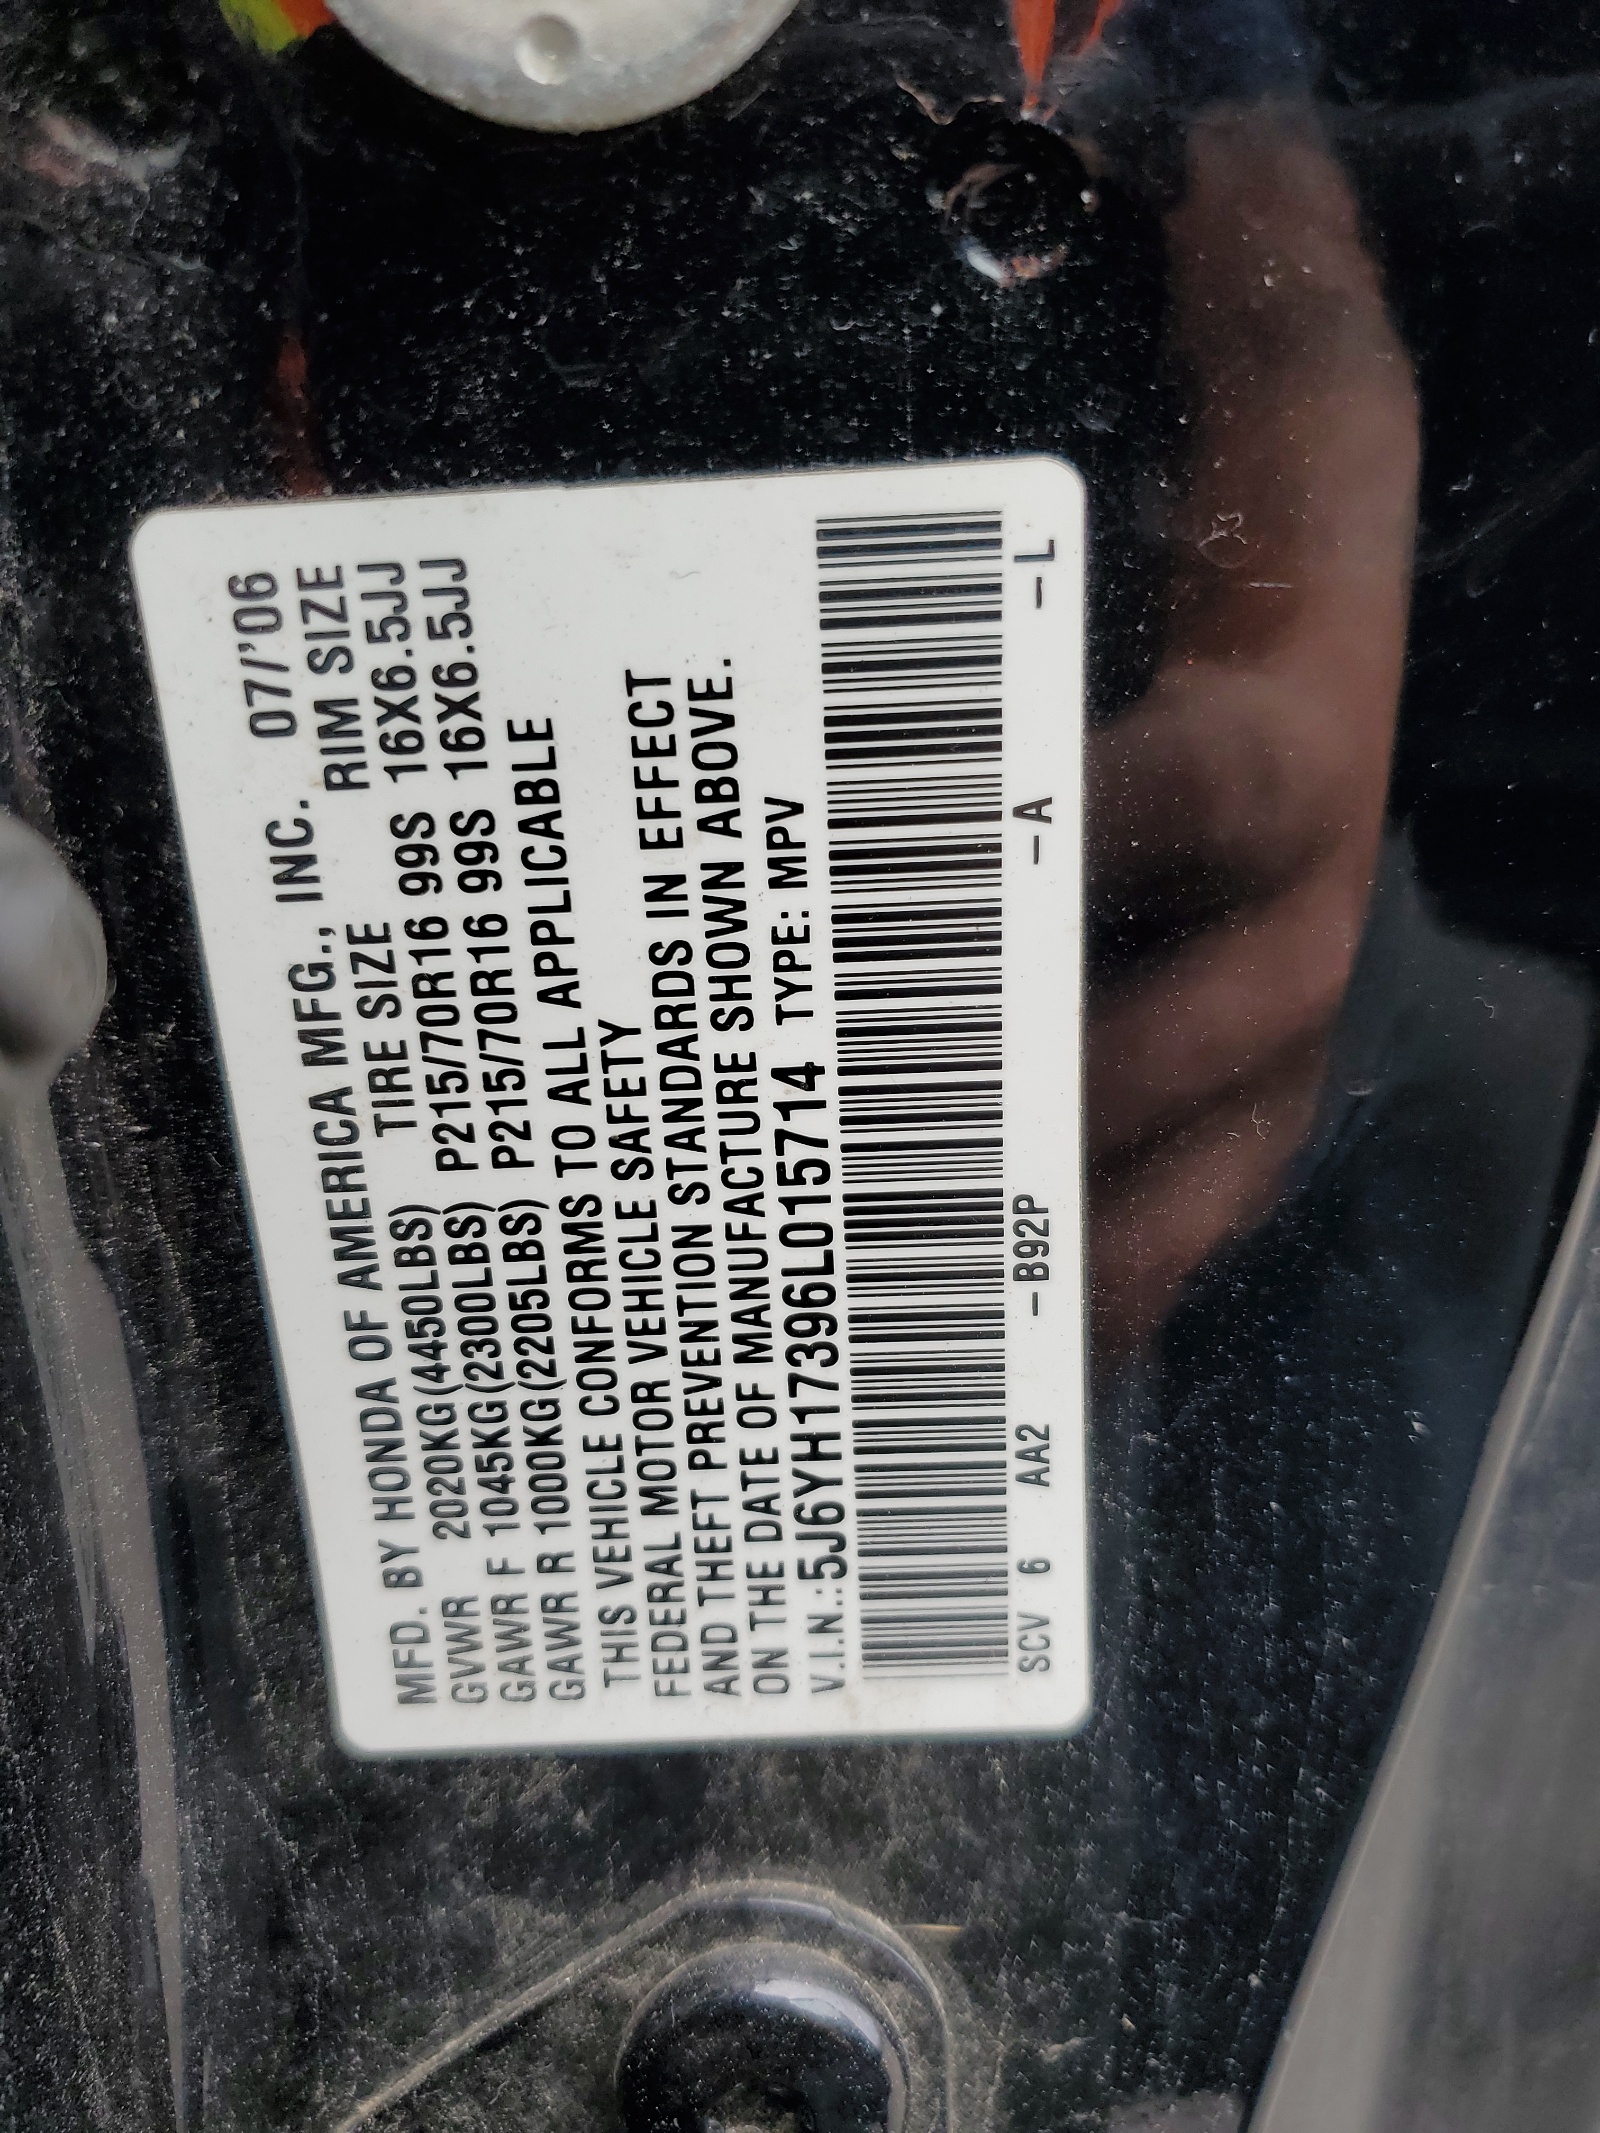 MFD. BY HONDA OF AMERICA MFG., INC. 07/'06
GVWR 2020KG(4450LBS) TIRE SIZE RIM SIZE
GAWR F 1045KG(2300LBS) P215/70R16 99S 16X6.5JJ
GAWR R 1000KG(2205LBS) P215/70R16 99S 16X6.5JJ
THIS VEHICLE CONFORMS TO ALL APPLICABLE
FEDERAL MOTOR VEHICLE SAFETY
AND THEFT PREVENTION STANDARDS IN EFFECT
ON THE DATE OF MANUFACTURE SHOWN ABOVE.
V.I.N.:5J6YH17396L015714 TYPE: MPV
SCV 6 AA2 –B92P –A –L